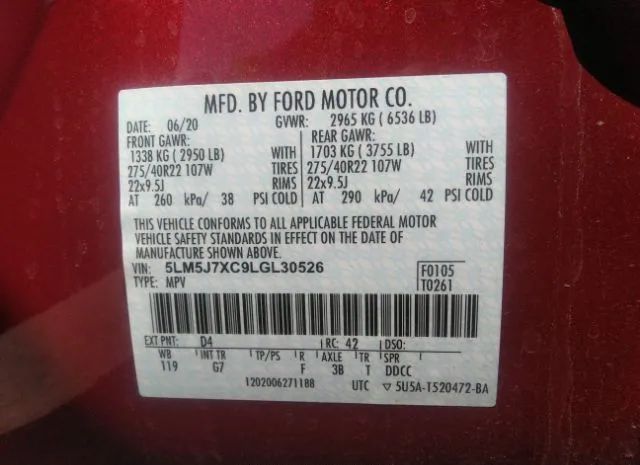 MFD. BY FORD MOTOR CO.
DATE: 06/20 GVWR: 2965 KG ( 6536 LB)
FRONT GAWR: REAR GAWR:
1338 KG ( 2950 LB) WITH 1703 KG ( 3755 LB) WITH
275/40R22 107W TIRES 275/40R22 107W TIRES
22x9.5J RIMS 22x9.5J RIMS
AT 260 kPa/ 38 PSI COLD AT 290 kPa/ 42 PSI COLD
THIS VEHICLE CONFORMS TO ALL APPLICABLE FEDERAL MOTOR
VEHICLE SAFETY STANDARDS IN EFFECT ON THE DATE OF
MANUFACTURE SHOWN ABOVE.
VIN: 5LM5J7XC9LGL30526 F0105
TYPE: MPV T0261
EXT PNT: D4 RC: 42 DSO:
WB INT TR TP/PS R AXLE TR SPR
119 G7 F 3B T DDCC
1202006271188 UTC ▽ 5U5A-1520472-BA